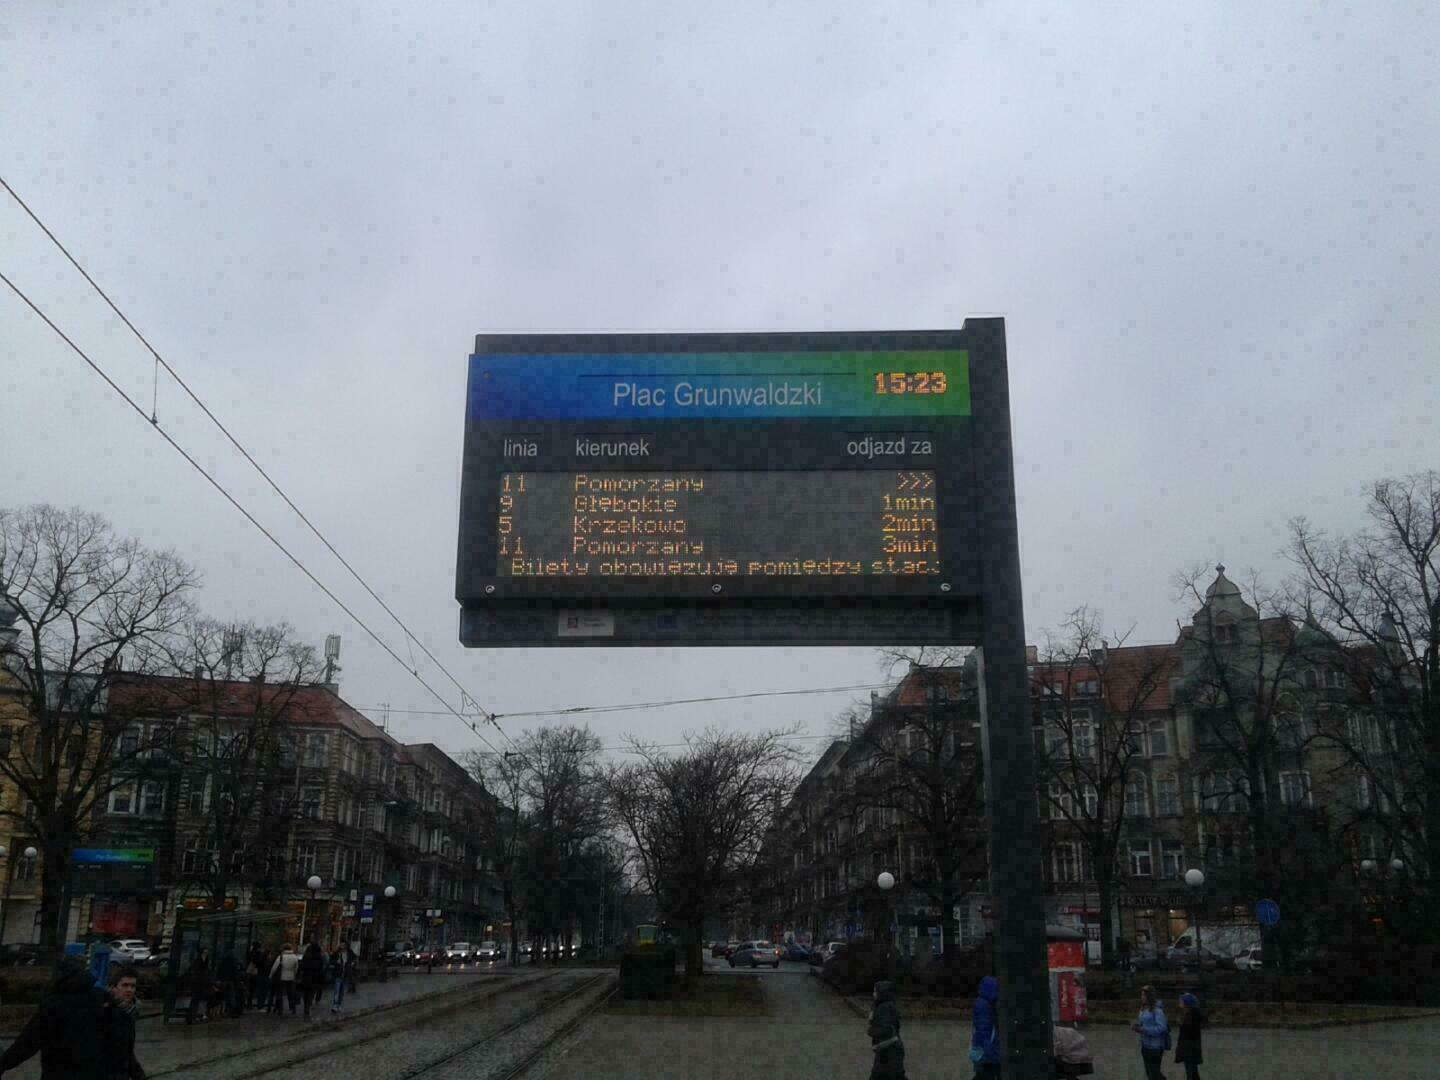 Plac Grunwaldzki 15:23
linia kierunek odjazd za
11 Pomorzany >>>
9 Głębokie 1min
5 Krzekowo 2min
11 Pomorzany 3min
Bilety obowiązują pomiędzy stacj